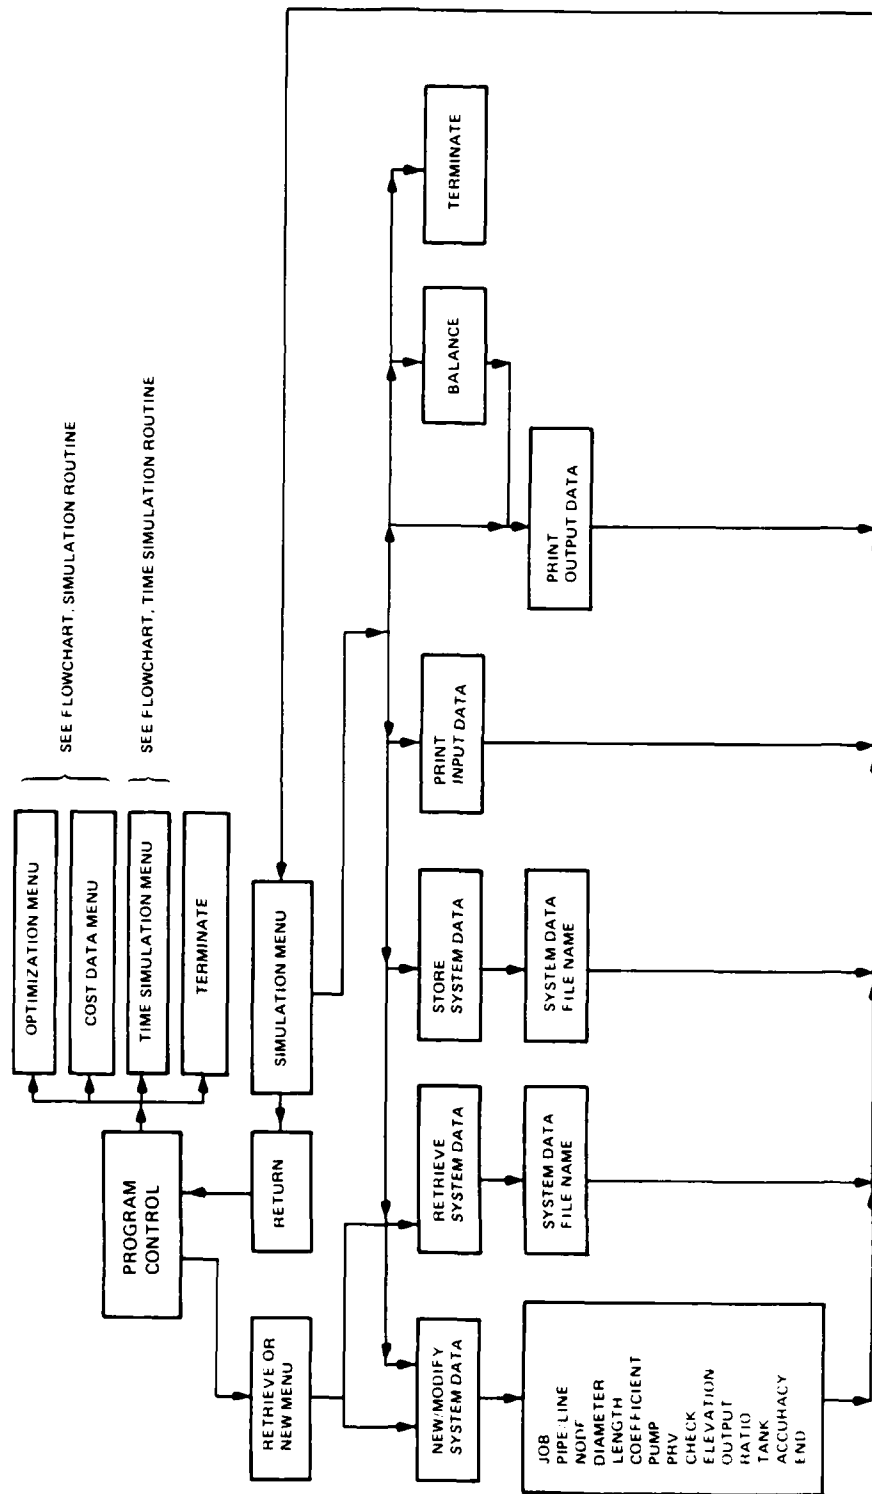 OPTIMIZATION MENU
COST DATA MENU
SEE FLOWCHART, SIMULATION ROUTINE
TIME SIMULATION MENU
SEE FLOWCHART, TIME SIMULATION ROUTINE
TERMINATE
PROGRAM
CONTROL
RETURN
SIMULATION MENU
RETRIEVE OR
NEW MENU
NEW/MODIFY
SYSTEM DATA
RETRIEVE
SYSTEM DATA
STORE
SYSTEM DATA
PRINT
INPUT DATA
BALANCE
TERMINATE
JOB
PIPELINE
NODE
DIAMETER
LENGTH
COEFFICIENT
PUMP
PRV
CHECK
ELEVATION
OUTPUT
RATIO
TANK
ACCURACY
END
SYSTEM DATA
FILE NAME
SYSTEM DATA
FILE NAME
PRINT
OUTPUT DATA